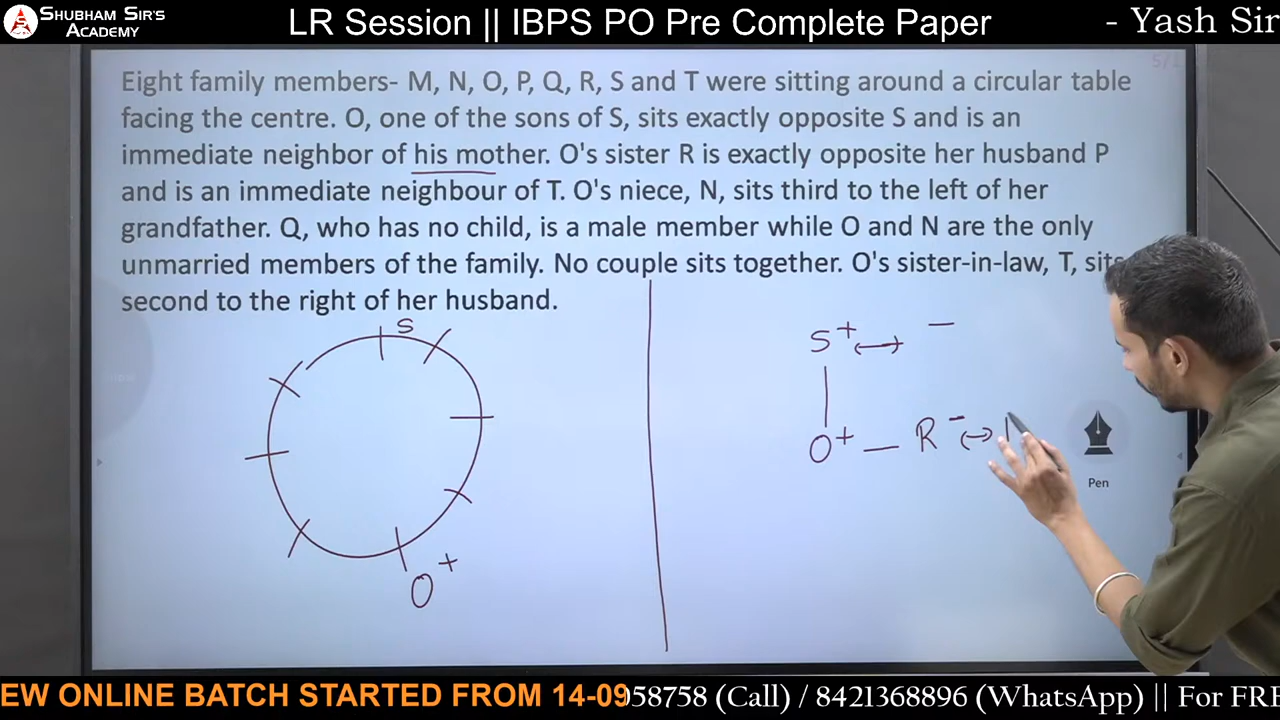 SHUBHAM SIR'S
ACADEMY
LR Session || IBPS PO Pre Complete Paper
- Yash Sir
Eight family members- M, N, O, P, Q, R, S and T were sitting around a circular table
facing the centre. O, one of the sons of S, sits exactly opposite S and is an
immediate neighbor of his mother. O's sister R is exactly opposite her husband P
and is an immediate neighbour of T. O's niece, N, sits third to the left of her
grandfather. Q, who has no child, is a male member while O and N are the only
unmarried members of the family. No couple sits together. O's sister-in-law, T, sits
second to the right of her husband.
S
O +
S + ↔ −
O + — R − ↔
Pen
EW ONLINE BATCH STARTED FROM 14-09
058758 (Call) / 8421368896 (WhatsApp) || For FRE